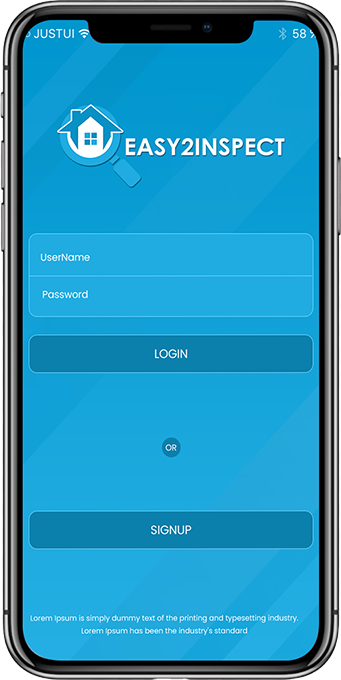 JUSTUI 58
EASY2INSPECT
UserName
Password
LOGIN
OR
SIGNUP
Lorem Ipsum is simply dummy text of the printing and typesetting industry.
Lorem Ipsum has been the industry's standard